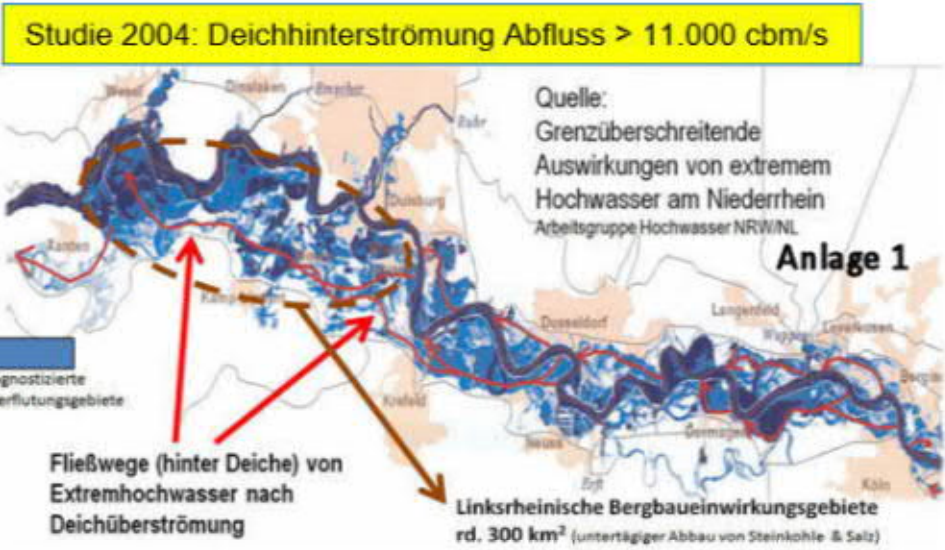 Studie 2004: Deichhinterströmung Abfluss > 11.000 cbm/s
Quelle:
Grenzüberschreitende
Auswirkungen von extremem
Hochwasser am Niederrhein
Arbeitsgruppe Hochwasser NRW/NL
Anlage 1
Wesel
Dinslaken
Emscher
Ruhr
Duisburg
Xanten
Kamp
Düsseldorf
Langenfeld
Wupper
Leverkusen
gnostizierte
erflutungsgebiete
Krefeld
Neuss
Dormagen
Erft
Köln
Fließwege (hinter Deiche) von
Extremhochwasser nach
Deichüberströmung
Linksrheinische Bergbaueinwirkungsgebiete
rd. 300 km² (untertägiger Abbau von Steinkohle & Salz)